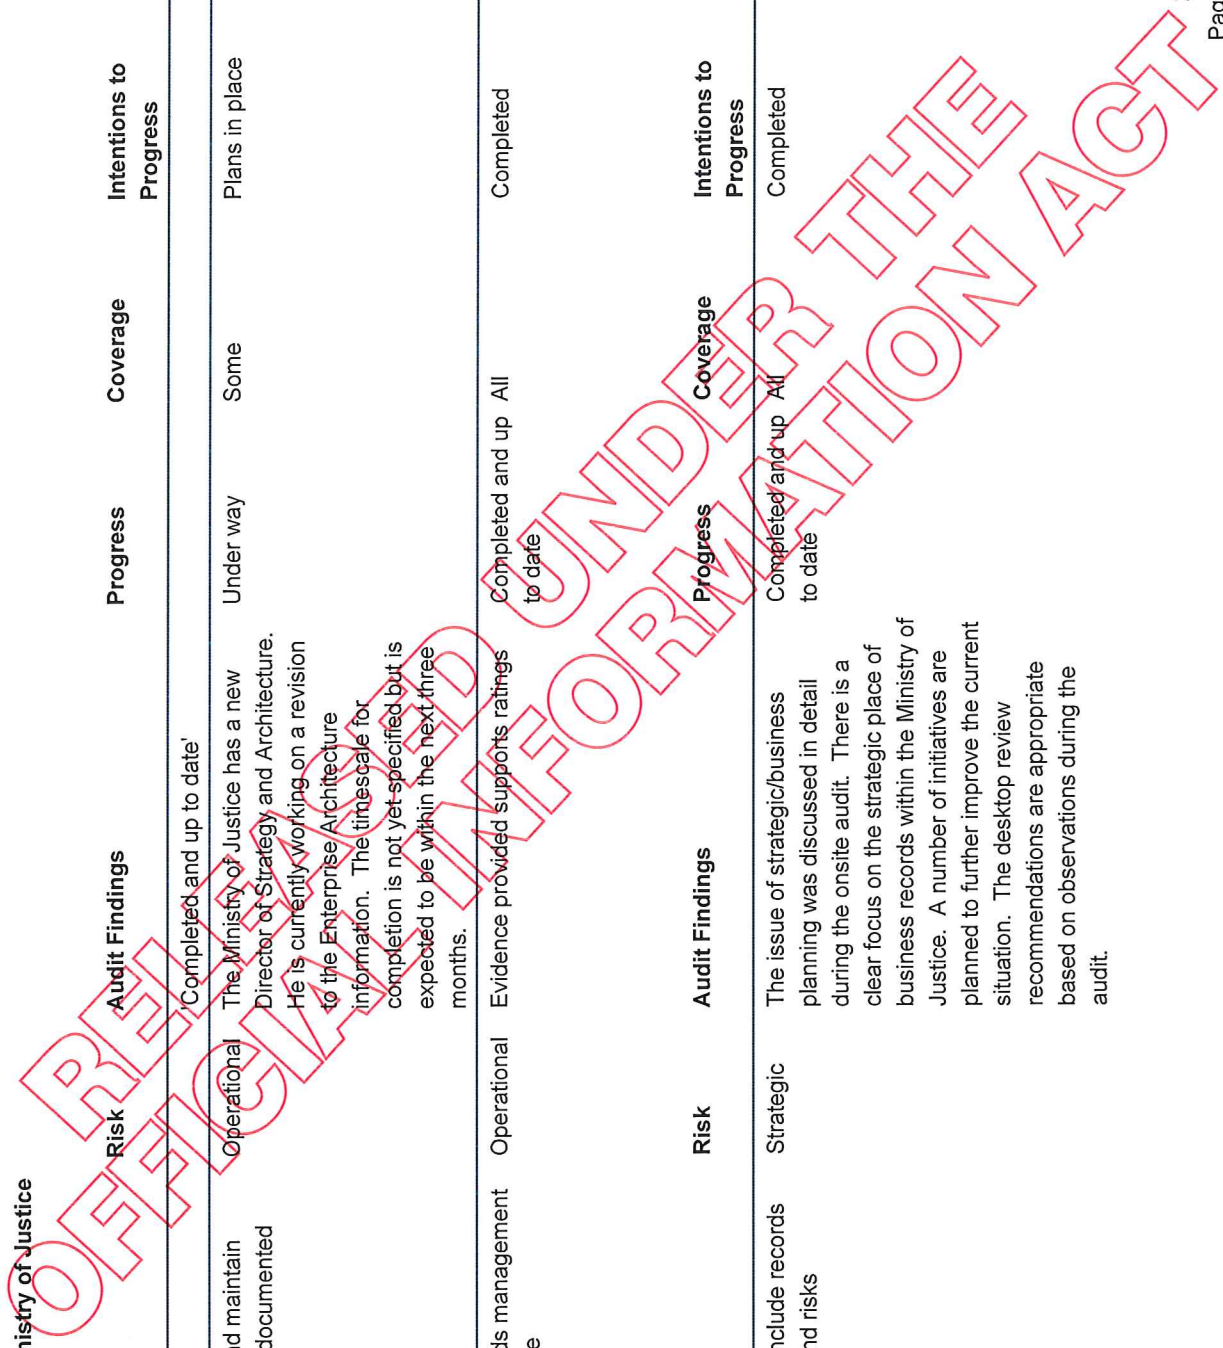 nistry of Justice
Risk Audit Findings Progress Coverage Intentions to
Progress
'Completed and up to date'
nd maintain Operational The Ministry of Justice has a new Under way Some Plans in place
documented Director of Strategy and Architecture.
He is currently working on a revision
to the Enterprise Architecture
information. The timescale for
completion is not yet specified but is
expected to be within the next three
months.
ds management Operational Evidence provided supports ratings Completed and up All Completed
e to date
Risk Audit Findings Progress Coverage Intentions to
Progress
nclude records Strategic The issue of strategic/business Completed and up All Completed
nd risks planning was discussed in detail to date
during the onsite audit. There is a
clear focus on the strategic place of
business records within the Ministry of
Justice. A number of initiatives are
planned to further improve the current
situation. The desktop review
recommendations are appropriate
based on observations during the
audit.
Pag
RELEASED UNDER THE
OFFICIAL INFORMATION ACT